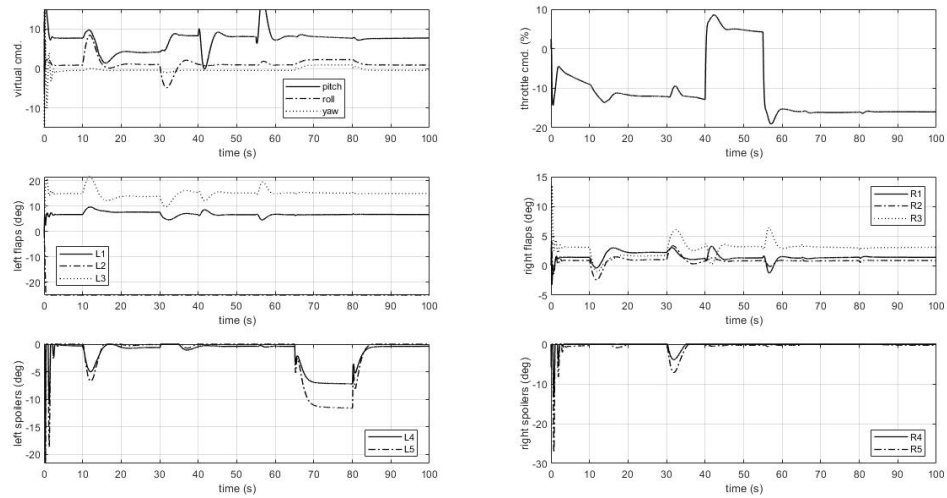 virtual cmd.
10
0
10
0 10 20 30 40 50 60 70 80 90 100
time (s)
pitch
roll
yaw
throttle cmd. (%)
10
0
-10
-20
0 10 20 30 40 50 60 70 80 90 100
time (s)
left flaps (deg)
20
10
0
-10
-20
0 10 20 30 40 50 60 70 80 90 100
time (s)
L1
L2
L3
right flaps (deg)
15
10
5
0
5
0 10 20 30 40 50 60 70 80 90 100
time (s)
R1
R2
R3
left spoilers (deg)
0
-5
-10
-15
-20
0 10 20 30 40 50 60 70 80 90 100
time (s)
L4
L5
right spoilers (deg)
0
-10
-20
-30
0 10 20 30 40 50 60 70 80 90 100
time (s)
R4
R5